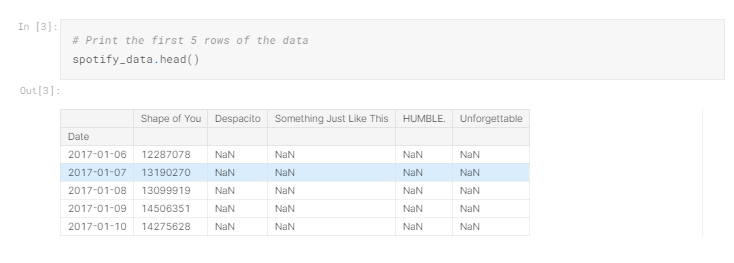 In [3]:
# Print the first 5 rows of the data
spotify_data.head()
Out[3]:
Shape of You Despacito Something Just Like This HUMBLE. Unforgettable
Date
2017-01-06 12287078 NaN NaN NaN NaN
2017-01-07 13190270 NaN NaN NaN NaN
2017-01-08 13099919 NaN NaN NaN NaN
2017-01-09 14506351 NaN NaN NaN NaN
2017-01-10 14275628 NaN NaN NaN NaN